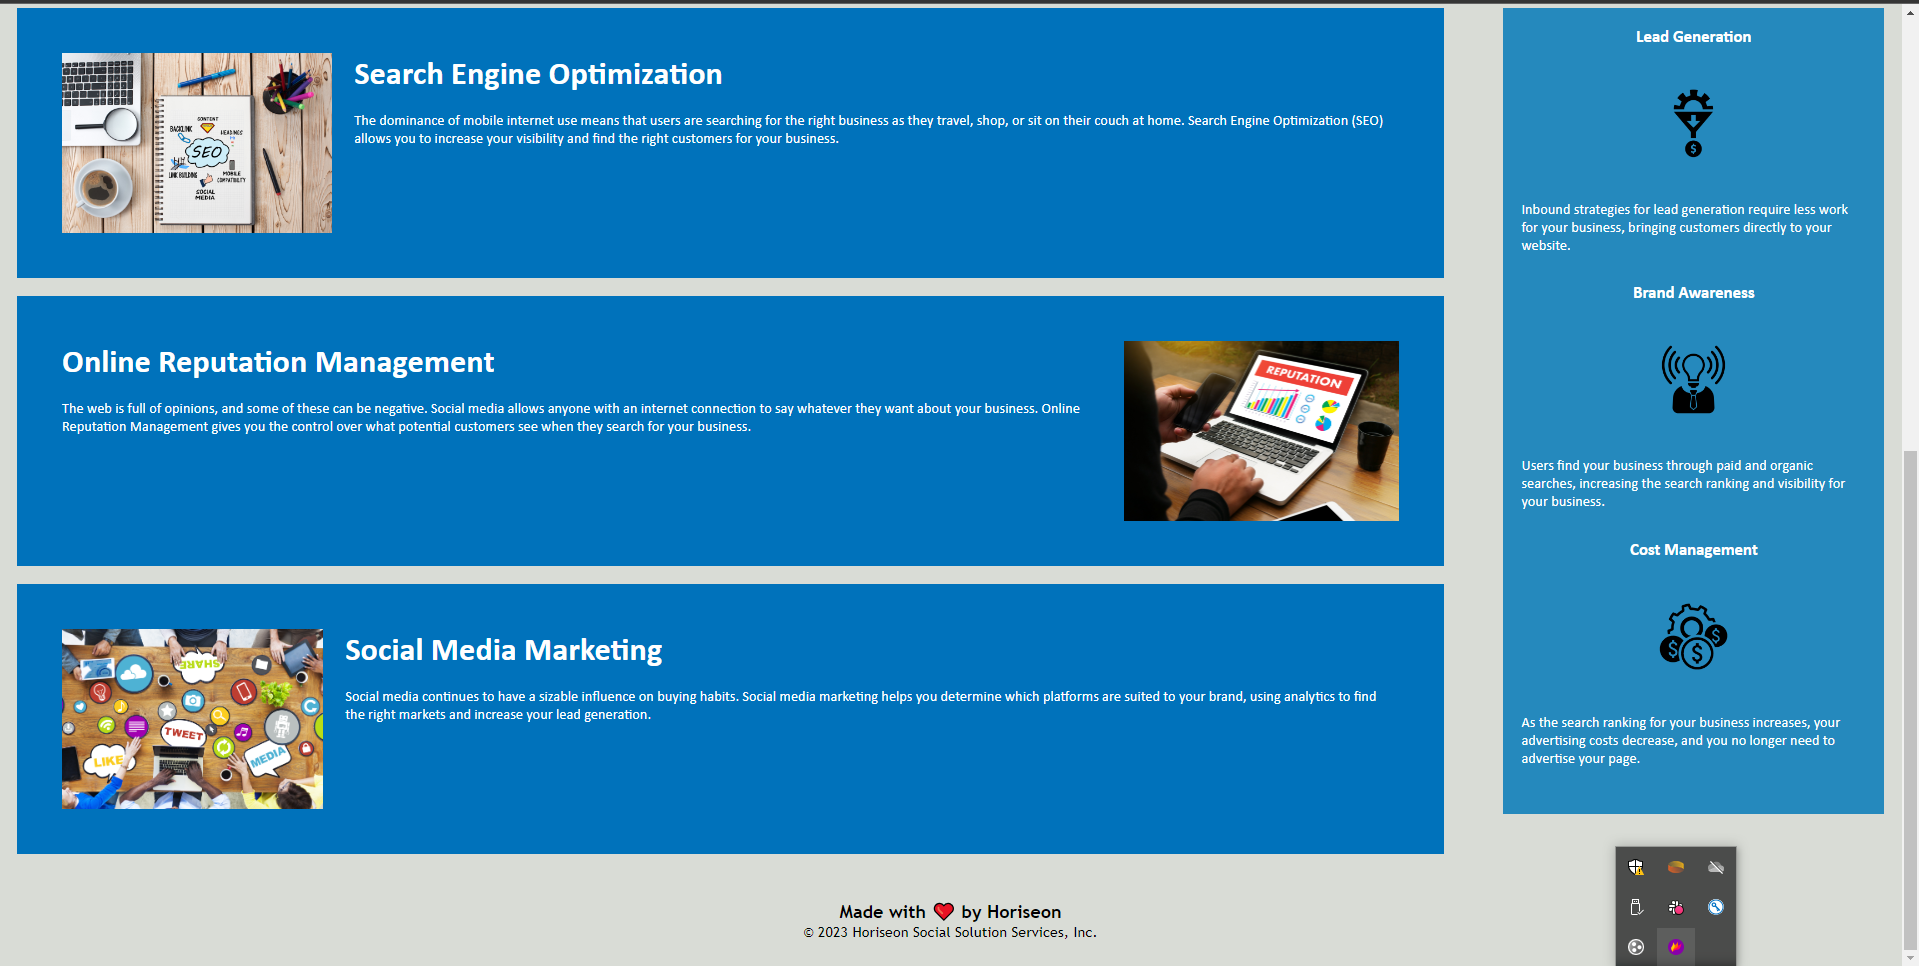 Search Engine Optimization
The dominance of mobile internet use means that users are searching for the right business as they travel, shop, or sit on their couch at home. Search Engine Optimization (SEO)
allows you to increase your visibility and find the right customers for your business.
CONTENT
BACKLINK
HEADINGS
SEO
LINK BUILDING
MOBILE
COMPATIBILITY
SOCIAL
MEDIA
Online Reputation Management
The web is full of opinions, and some of these can be negative. Social media allows anyone with an internet connection to say whatever they want about your business. Online
Reputation Management gives you the control over what potential customers see when they search for your business.
REPUTATION
Social Media Marketing
Social media continues to have a sizable influence on buying habits. Social media marketing helps you determine which platforms are suited to your brand, using analytics to find
the right markets and increase your lead generation.
SHARE
TWEET
LIKE
MEDIA
Lead Generation
$
Inbound strategies for lead generation require less work
for your business, bringing customers directly to your
website.
Brand Awareness
Users find your business through paid and organic
searches, increasing the search ranking and visibility for
your business.
Cost Management
$ $ $
As the search ranking for your business increases, your
advertising costs decrease, and you no longer need to
advertise your page.
Made with ❤ by Horiseon
© 2023 Horiseon Social Solution Services, Inc.